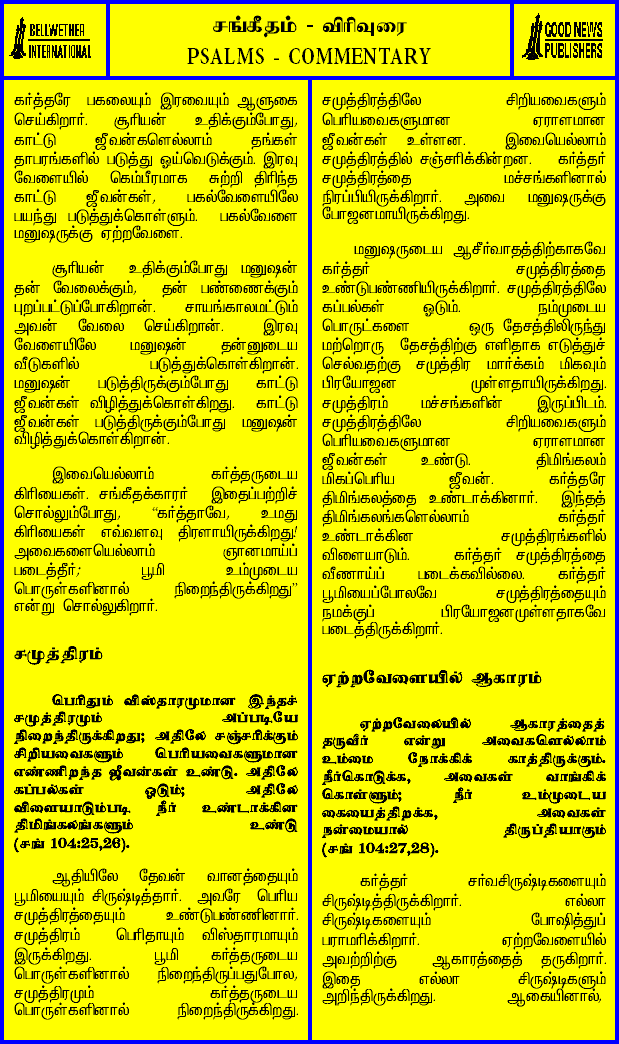 BELLWETHER
INTERNATIONAL
சங்கீதம் - விரிவுரை
PSALMS - COMMENTARY
GOOD NEWS
PUBLISHERS
கர்த்தரே பகலையும் இரவையும் ஆளுகை
செய்கிறார். சூரியன் உதிக்கும்போது,
காட்டு ஜீவன்களெல்லாம் தங்கள்
தாபரங்களில் படுத்து ஓய்வெடுக்கும். இரவு
வேளையில் கெம்பீரமாக சுற்றி திரிந்த
காட்டு ஜீவன்கள், பகல்வேளையிலே
பயந்து படுத்துக்கொள்ளும். பகல்வேளை
மனுஷருக்கு ஏற்றவேளை.
சூரியன் உதிக்கும்போது மனுஷன்
தன் வேலைக்கும், தன் பண்ணைக்கும்
புறப்பட்டுப்போகிறான். சாயங்காலமட்டும்
அவன் வேலை செய்கிறான். இரவு
வேளையிலே மனுஷன் தன்னுடைய
வீடுகளில் படுத்துக்கொள்கிறான்.
மனுஷன் படுத்திருக்கும்போது காட்டு
ஜீவன்கள் விழித்துக்கொள்கிறது. காட்டு
ஜீவன்கள் படுத்திருக்கும்போது மனுஷன்
விழித்துக்கொள்கிறான்.
இவையெல்லாம் கர்த்தருடைய
கிரியைகள். சங்கீதக்காரர் இதைப்பற்றிச்
சொல்லும்போது, “கர்த்தாவே, உமது
கிரியைகள் எவ்வளவு திரளாயிருக்கிறது!
அவைகளையெல்லாம் ஞானமாய்ப்
படைத்தீர்; பூமி உம்முடைய
பொருள்களினால் நிறைந்திருக்கிறது”
என்று சொல்லுகிறார்.
சமுத்திரம்
பெரிதும் விஸ்தாரமுமான இந்தச்
சமுத்திரமும் அப்படியே
நிறைந்திருக்கிறது; அதிலே சஞ்சரிக்கும்
சிறியவைகளும் பெரியவைகளுமான
எண்ணிறந்த ஜீவன்கள் உண்டு. அதிலே
கப்பல்கள் ஓடும்; அதிலே
விளையாடும்படி நீர் உண்டாக்கின
திமிங்கலங்களும் உண்டு
(சங் 104:25,26).
ஆதியிலே தேவன் வானத்தையும்
பூமியையும் சிருஷ்டித்தார். அவரே பெரிய
சமுத்திரத்தையும் உண்டுபண்ணினார்.
சமுத்திரம் பெரிதாயும் விஸ்தாரமாயும்
இருக்கிறது. பூமி கர்த்தருடைய
பொருள்களினால் நிறைந்திருப்பதுபோல,
சமுத்திரமும் கர்த்தருடைய
பொருள்களினால் நிறைந்திருக்கிறது.
சமுத்திரத்திலே சிறியவைகளும்
பெரியவைகளுமான ஏராளமான
ஜீவன்கள் உள்ளன. இவையெல்லாம்
சமுத்திரத்தில் சஞ்சரிக்கின்றன. கர்த்தர்
சமுத்திரத்தை மச்சங்களினால்
நிரப்பியிருக்கிறார். அவை மனுஷருக்கு
போஜனமாயிருக்கிறது.
மனுஷருடைய ஆசீர்வாதத்திற்காகவே
கர்த்தர் சமுத்திரத்தை
உண்டுபண்ணியிருக்கிறார். சமுத்திரத்திலே
கப்பல்கள் ஓடும். நம்முடைய
பொருட்களை ஒரு தேசத்திலிருந்து
மற்றொரு தேசத்திற்கு எளிதாக எடுத்துச்
செல்வதற்கு சமுத்திர மார்க்கம் மிகவும்
பிரயோஜன முள்ளதாயிருக்கிறது.
சமுத்திரம் மச்சங்களின் இருப்பிடம்.
சமுத்திரத்திலே சிறியவைகளும்
பெரியவைகளுமான ஏராளமான
ஜீவன்கள் உண்டு. திமிங்கலம்
மிகப்பெரிய ஜீவன். கர்த்தரே
திமிங்கலத்தை உண்டாக்கினார். இந்தத்
திமிங்கலங்களெல்லாம் கர்த்தர்
உண்டாக்கின சமுத்திரங்களில்
விளையாடும். கர்த்தர் சமுத்திரத்தை
வீணாய்ப் படைக்கவில்லை. கர்த்தர்
பூமியைப்போலவே சமுத்திரத்தையும்
நமக்குப் பிரயோஜனமுள்ளதாகவே
படைத்திருக்கிறார்.
ஏற்றவேளையில் ஆகாரம்
ஏற்றவேலையில் ஆகாரத்தைத்
தருவீர் என்று அவைகளெல்லாம்
உம்மை நோக்கிக் காத்திருக்கும்.
நீர்கொடுக்க, அவைகள் வாங்கிக்
கொள்ளும்; நீர் உம்முடைய
கையைத்திறக்க, அவைகள்
நன்மையால் திருப்தியாகும்
(சங் 104:27,28).
கர்த்தர் சர்வசிருஷ்டிகளையும்
சிருஷ்டித்திருக்கிறார். எல்லா
சிருஷ்டிகளையும் போஷித்துப்
பராமரிக்கிறார். ஏற்றவேளையில்
அவற்றிற்கு ஆகாரத்தைத் தருகிறார்.
இதை எல்லா சிருஷ்டிகளும்
அறிந்திருக்கிறது. ஆகையினால்,